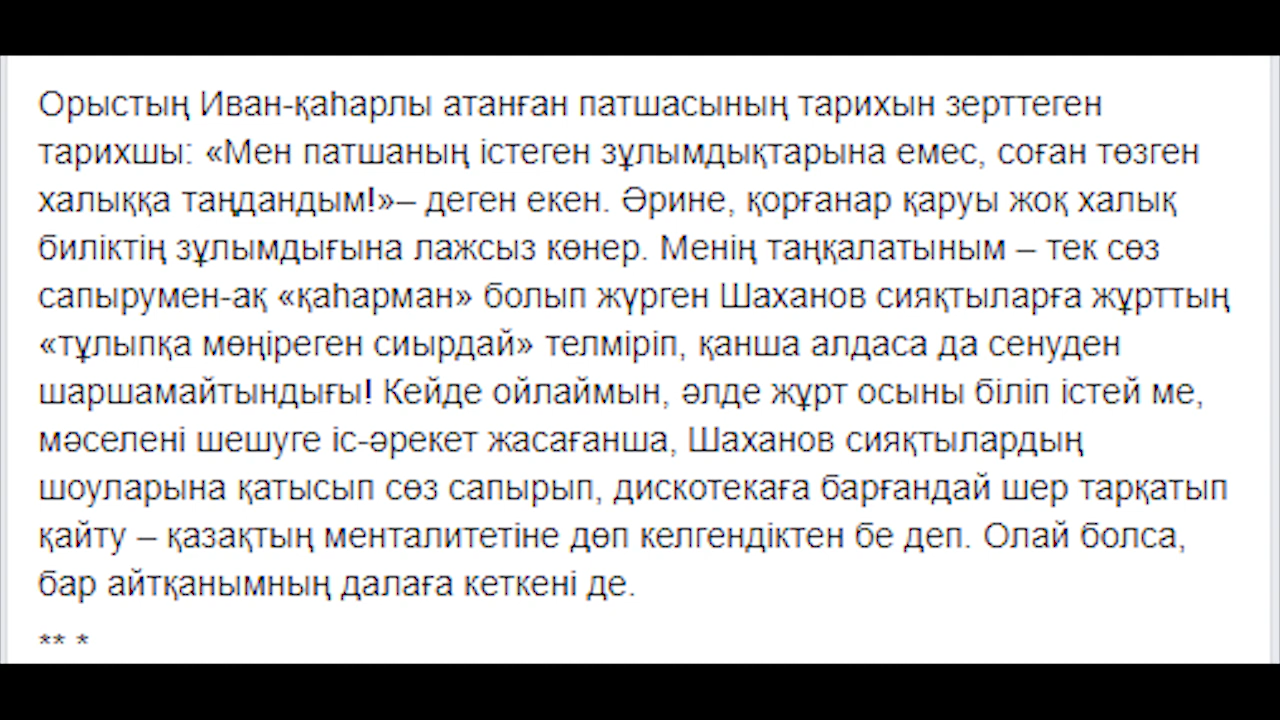 Орыстың Иван-қаһарлы атанған патшасының тарихын зерттеген
тарихшы: «Мен патшаның істеген зұлымдықтарына емес, соған төзген
халыққа таңдандым!»– деген екен. Әрине, қорғанар қаруы жоқ халық
биліктің зұлымдығына лажсыз көнер. Менің таңқалатыным – тек сөз
сапырумен-ақ «қаһарман» болып жүрген Шаханов сияқтыларға жұрттың
«тұлыпқа мөңіреген сиырдай» телміріп, қанша алдаса да сенуден
шаршамайтындығы! Кейде ойлаймын, әлде жұрт осыны біліп істей ме,
мәселені шешуге іс-әрекет жасағанша, Шаханов сияқтылардың
шоуларына қатысып сөз сапырып, дискотекаға барғандай шер тарқатып
қайту – қазақтың менталитетіне дөп келгендіктен бе деп. Олай болса,
бар айтқанымның далаға кеткені де.
** *